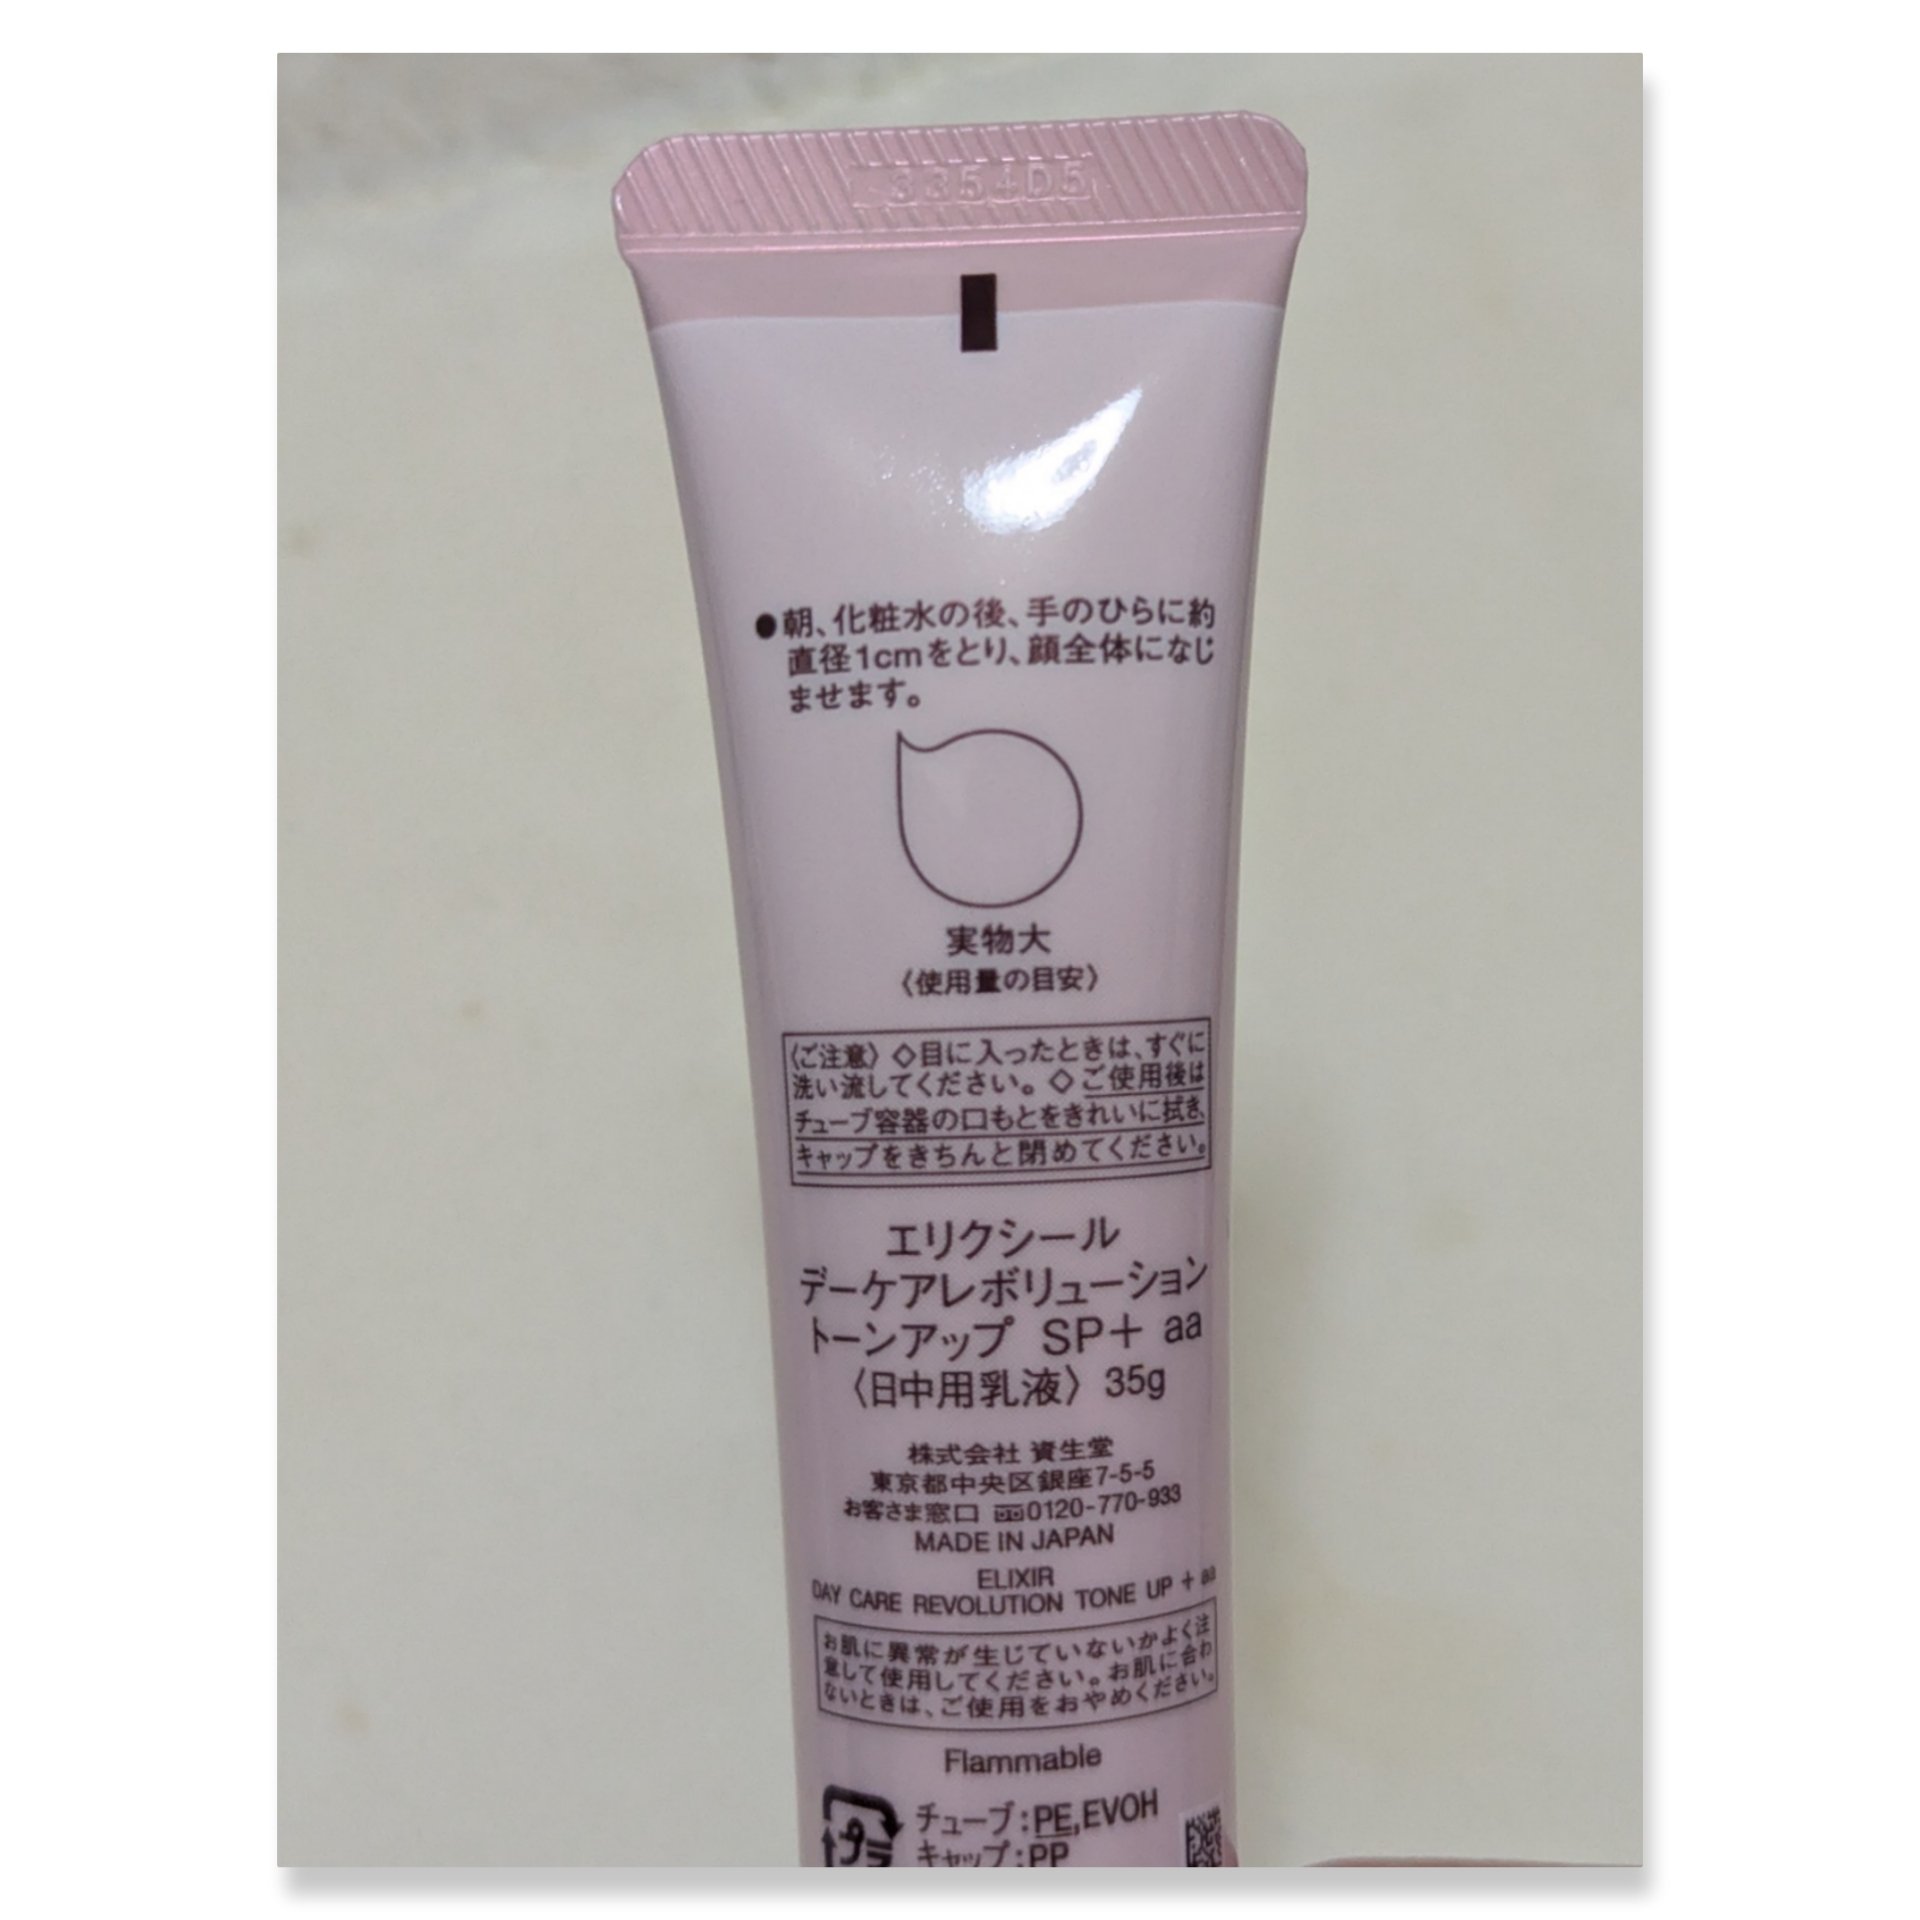 3354D5
●朝、化粧水の後、手のひらに約
直径1cmをとり、顔全体になじ
ませます。
実物大
〈使用量の目安〉
〈ご注意〉◇目に入ったときは、すぐに
洗い流してください。◇ご使用後は
チューブ容器の口もとをきれいに拭き、
キャップをきちんと閉めてください。
エリクシール
デーケアレボリューション
トーンアップ SP＋ aa
〈日中用乳液〉35g
株式会社 資生堂
東京都中央区銀座7-5-5
お客さま窓口 0120-770-933
MADE IN JAPAN
ELIXIR
DAY CARE REVOLUTION TONE UP + aa
お肌に異常が生じていないかよく注
意して使用してください。お肌に合わ
ないときは、ご使用をおやめください。
Flammable
プラ
チューブ:PE,EVOH
キャップ:PP